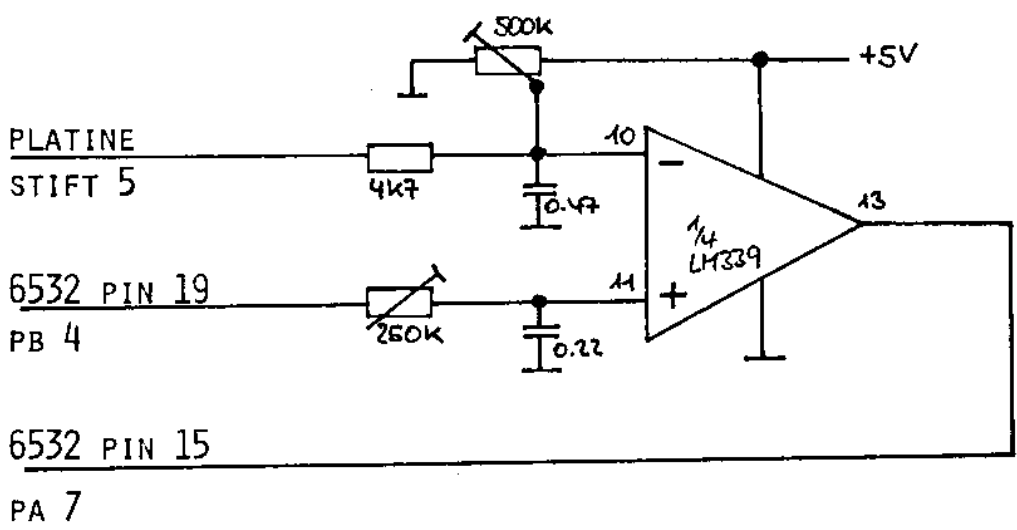 500K
+5V
PLATINE
10
STIFT 5
4K7
0.47
13
1/4
LM339
6532 PIN 19
11
PB 4
250K
0.22
6532 PIN 15
PA 7